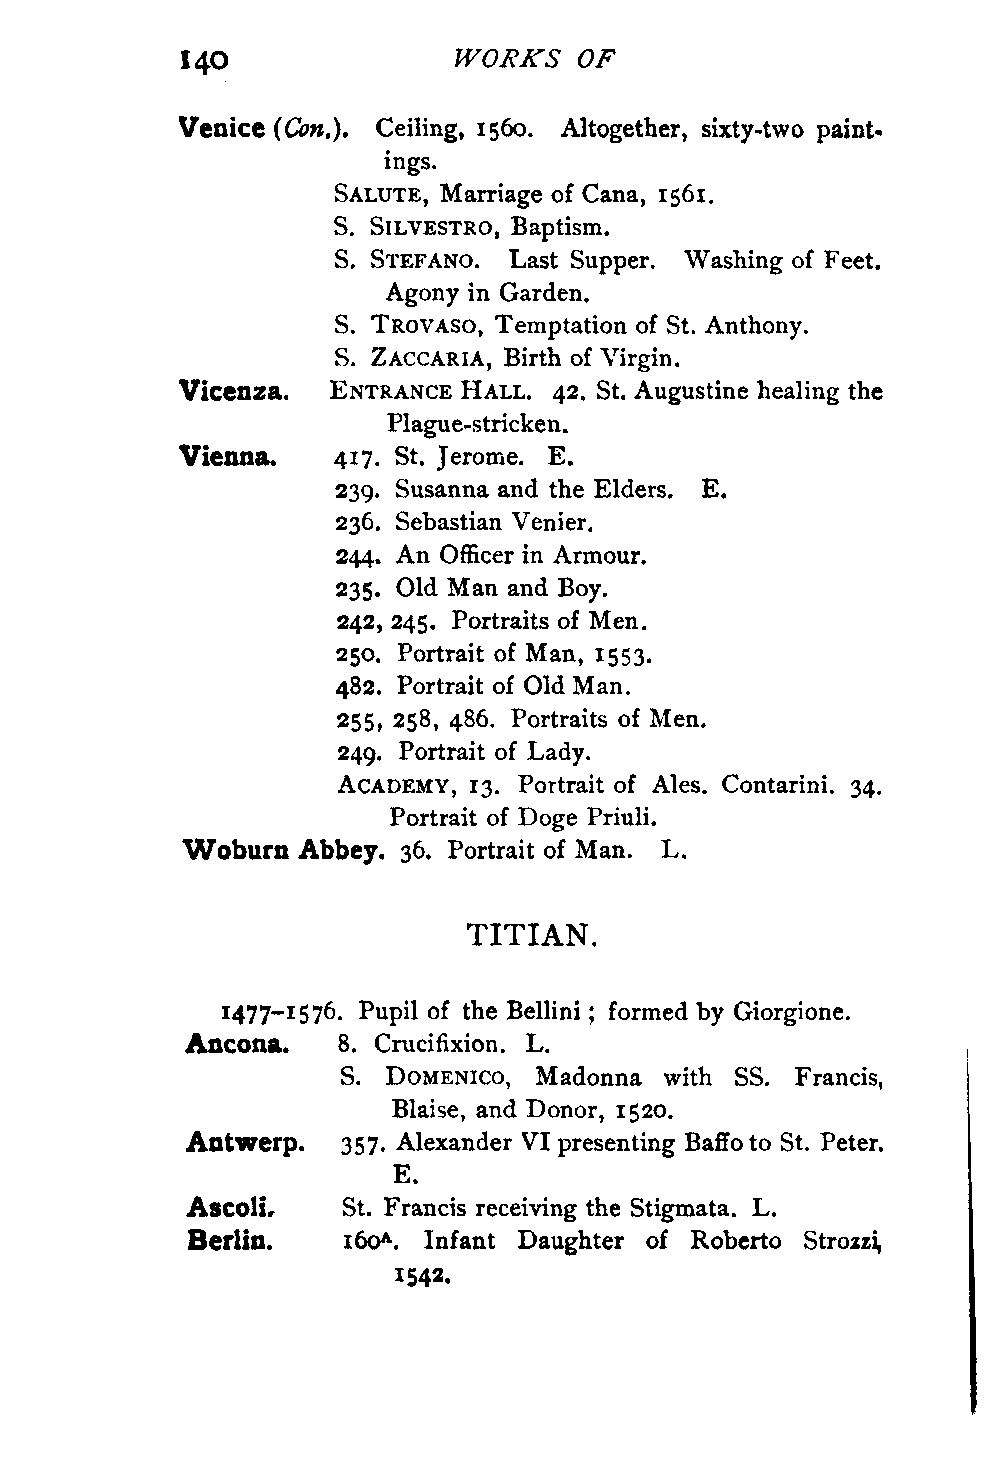 140 WORKS OF
Venice (Con.). Ceiling, 1560. Altogether, sixty-two paint-
ings.
SALUTE, Marriage of Cana, 1561.
S. SILVESTRO, Baptism.
S. STEFANO. Last Supper. Washing of Feet.
Agony in Garden.
S. TROVASO, Temptation of St. Anthony.
S. ZACCARIA, Birth of Virgin.
Vicenza. ENTRANCE HALL. 42. St. Augustine healing the
Plague-stricken.
Vienna. 417. St. Jerome. E.
239. Susanna and the Elders. E.
236. Sebastian Venier.
244. An Officer in Armour.
235. Old Man and Boy.
242, 245. Portraits of Men.
250. Portrait of Man, 1553.
482. Portrait of Old Man.
255, 258, 486. Portraits of Men.
249. Portrait of Lady.
ACADEMY, 13. Portrait of Ales. Contarini. 34.
Portrait of Doge Priuli.
Woburn Abbey. 36. Portrait of Man. L.
TITIAN.
1477–1576. Pupil of the Bellini; formed by Giorgione.
Ancona. 8. Crucifixion. L.
S. DOMENICO, Madonna with SS. Francis,
Blaise, and Donor, 1520.
Antwerp. 357. Alexander VI presenting Baffo to St. Peter.
E.
Ascoli. St. Francis receiving the Stigmata. L.
Berlin. 160A. Infant Daughter of Roberto Strozzi,
1542.